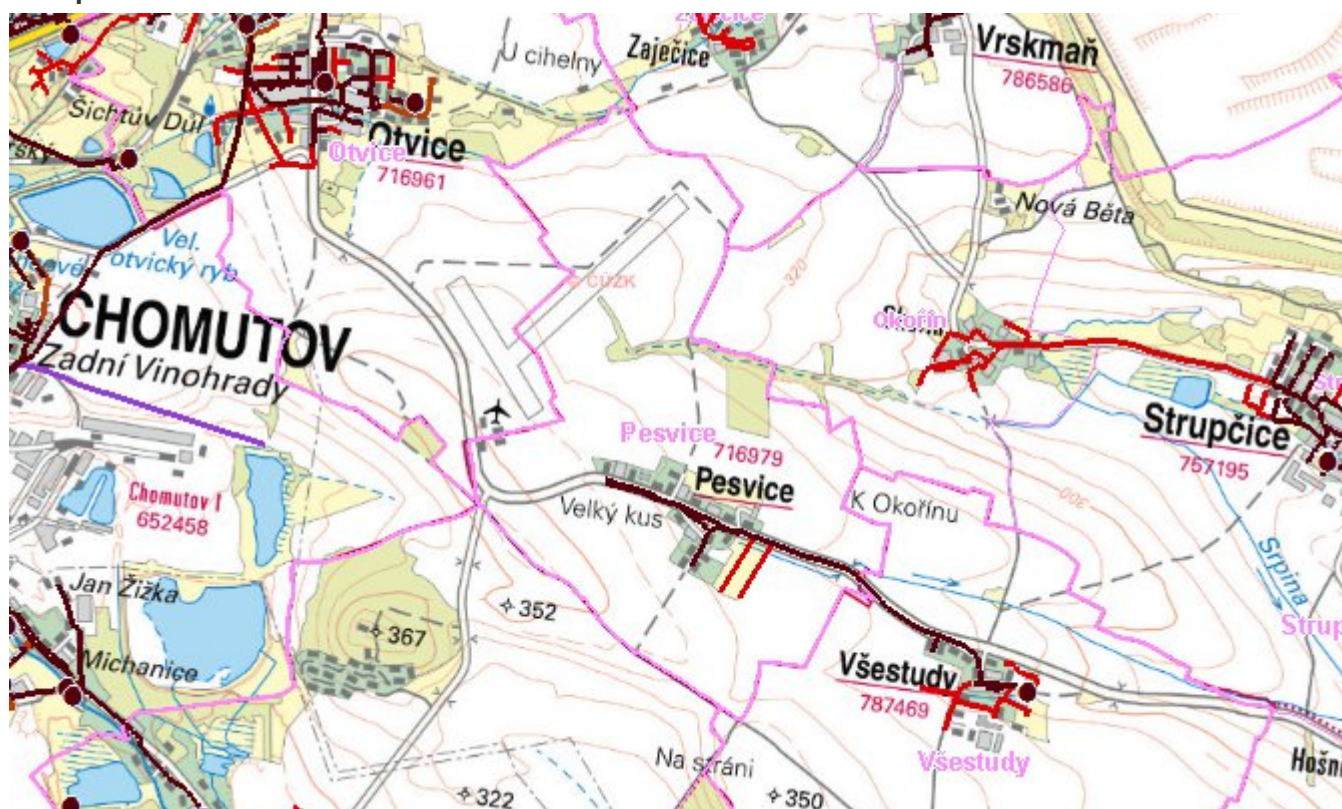 Zaječice
U cihelny
Vrskmaň
786586
Šichtův Důl
Otvice
Otvice
716961
Nová Běta
Vel.
otvický ryb
ČÚZK
320
CHOMUTOV
Zadní Vinohrady
Okořín
Strupčice
757195
Pesvice
716979
Pesvice
Chomutov I
652458
Velký kus
K Okořínu
300
Srpina
Jan Žižka
352
367
Michanice
Všestudy
787469
Všestudy
Na stráni
322
350